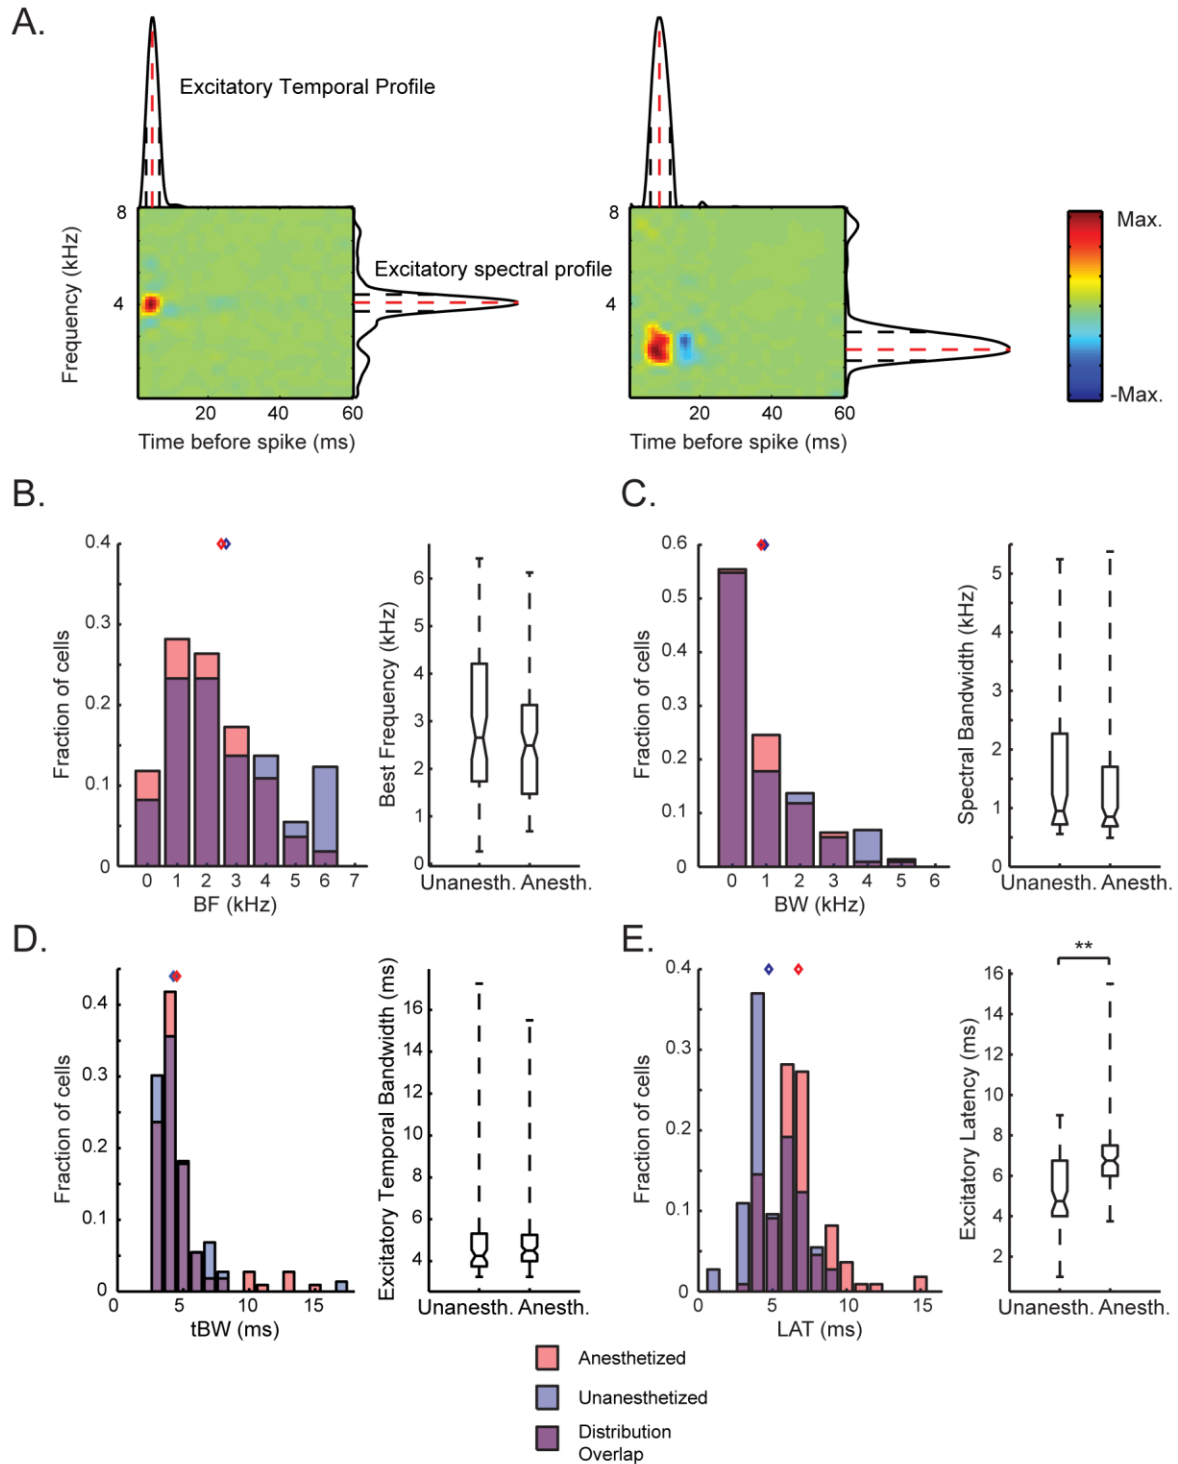 A.
Excitatory Temporal Profile
8
4
Frequency (kHz)
20 40 60
Time before spike (ms)
Excitatory spectral profile
8
4
20 40 60
Time before spike (ms)
Max.
-Max.
B.
0.4
0.3
0.2
0.1
0
Fraction of cells
0 1 2 3 4 5 6 7
BF (kHz)
6
5
4
3
2
1
0
Best Frequency (kHz)
Unanesth. Anesth.
C.
0.6
0.5
0.4
0.3
0.2
0.1
0
Fraction of cells
0 1 2 3 4 5 6
BW (kHz)
5
4
3
2
1
0
Spectral Bandwidth (kHz)
Unanesth. Anesth.
D.
0.4
0.3
0.2
0.1
0
Fraction of cells
0 5 10 15
tBW (ms)
16
14
12
10
8
6
4
Excitatory Temporal Bandwidth (ms)
Unanesth. Anesth.
E.
0.4
0.3
0.2
0.1
0
Fraction of cells
0 5 10 15
LAT (ms)
**
16
14
12
10
8
6
4
2
Excitatory Latency (ms)
Unanesth. Anesth.
Anesthetized
Unanesthetized
Distribution
Overlap